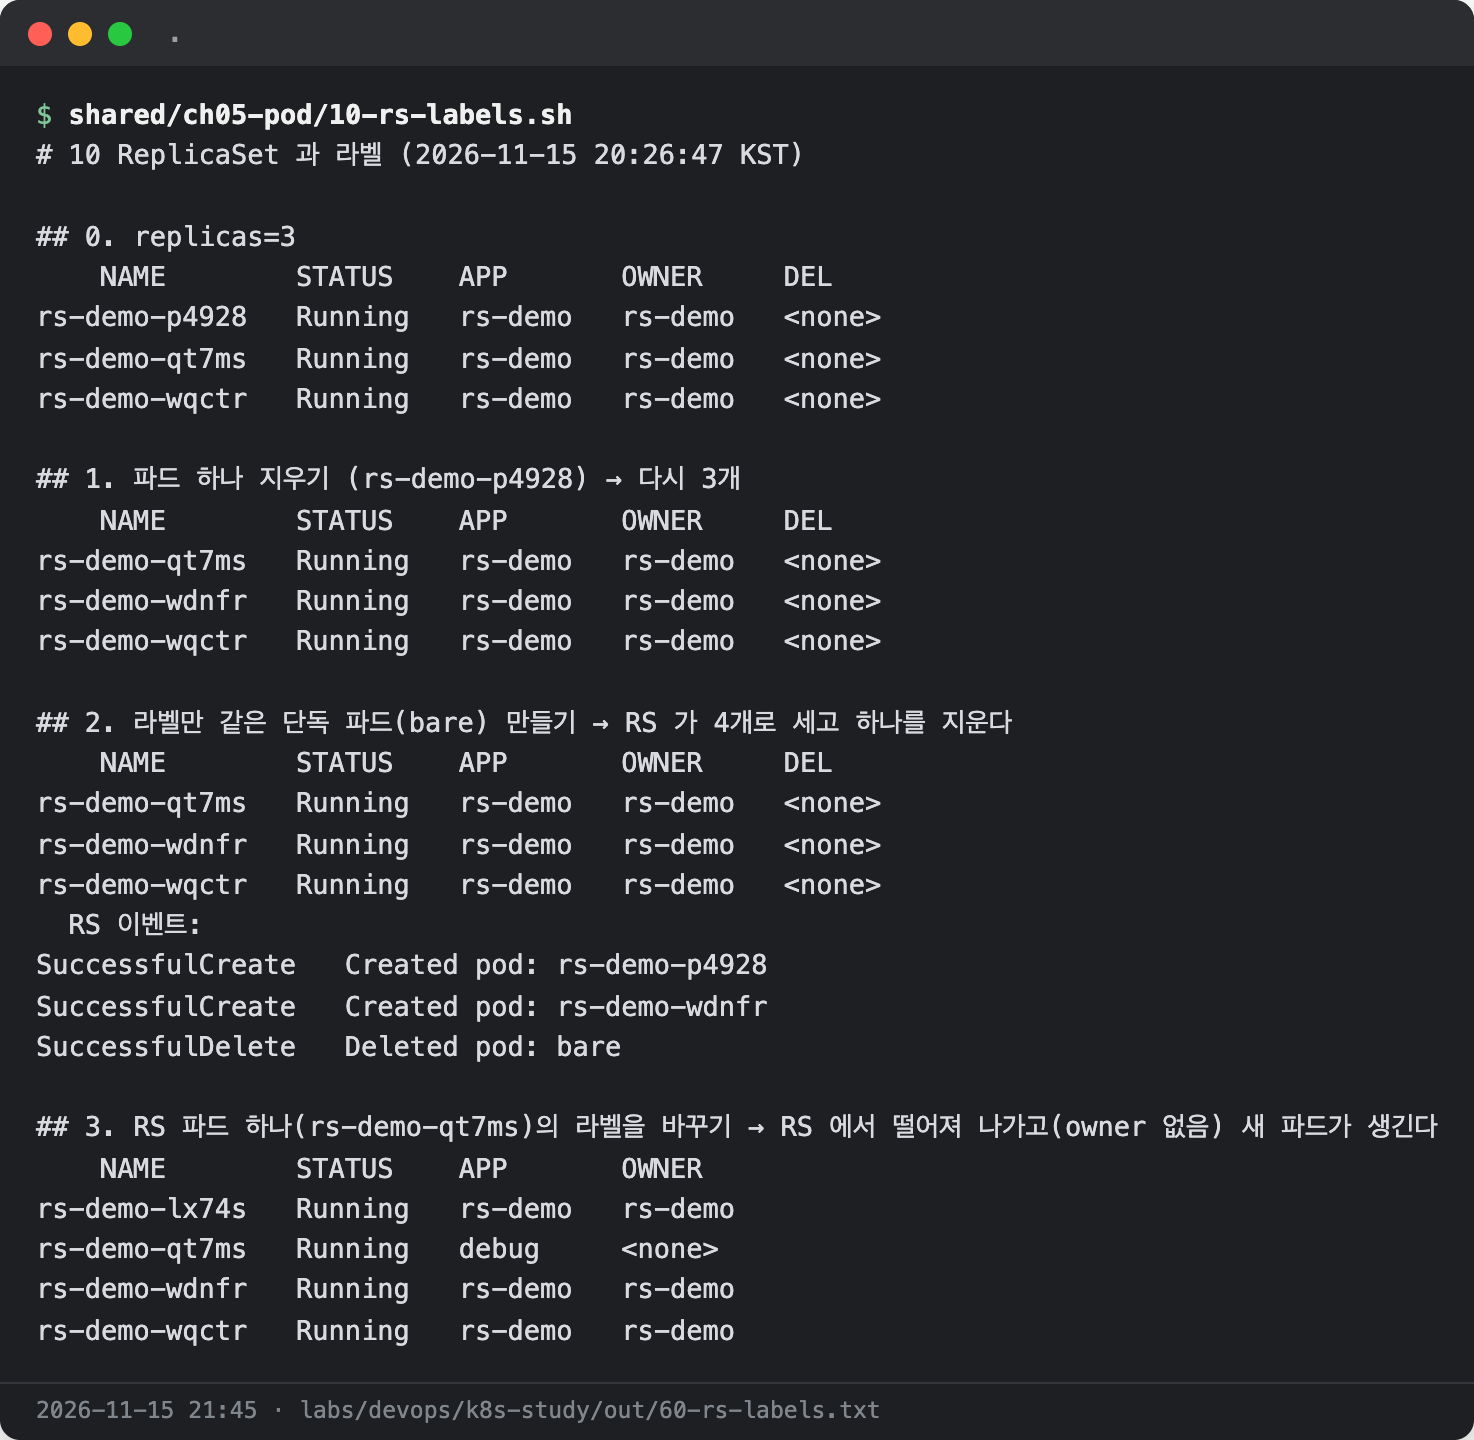 .
$ shared/ch05-pod/10-rs-labels.sh
# 10 ReplicaSet 과 라벨 (2026-11-15 20:26:47 KST)
## 0. replicas=3
NAME STATUS APP OWNER DEL
rs-demo-p4928 Running rs-demo rs-demo <none>
rs-demo-qt7ms Running rs-demo rs-demo <none>
rs-demo-wqctr Running rs-demo rs-demo <none>
## 1. 파드 하나 지우기 (rs-demo-p4928) → 다시 3개
NAME STATUS APP OWNER DEL
rs-demo-qt7ms Running rs-demo rs-demo <none>
rs-demo-wdnfr Running rs-demo rs-demo <none>
rs-demo-wqctr Running rs-demo rs-demo <none>
## 2. 라벨만 같은 단독 파드(bare) 만들기 → RS 가 4개로 세고 하나를 지운다
NAME STATUS APP OWNER DEL
rs-demo-qt7ms Running rs-demo rs-demo <none>
rs-demo-wdnfr Running rs-demo rs-demo <none>
rs-demo-wqctr Running rs-demo rs-demo <none>
RS 이벤트:
SuccessfulCreate Created pod: rs-demo-p4928
SuccessfulCreate Created pod: rs-demo-wdnfr
SuccessfulDelete Deleted pod: bare
## 3. RS 파드 하나(rs-demo-qt7ms)의 라벨을 바꾸기 → RS 에서 떨어져 나가고(owner 없음) 새 파드가 생긴다
NAME STATUS APP OWNER
rs-demo-lx74s Running rs-demo rs-demo
rs-demo-qt7ms Running debug <none>
rs-demo-wdnfr Running rs-demo rs-demo
rs-demo-wqctr Running rs-demo rs-demo
2026-11-15 21:45 · labs/devops/k8s-study/out/60-rs-labels.txt